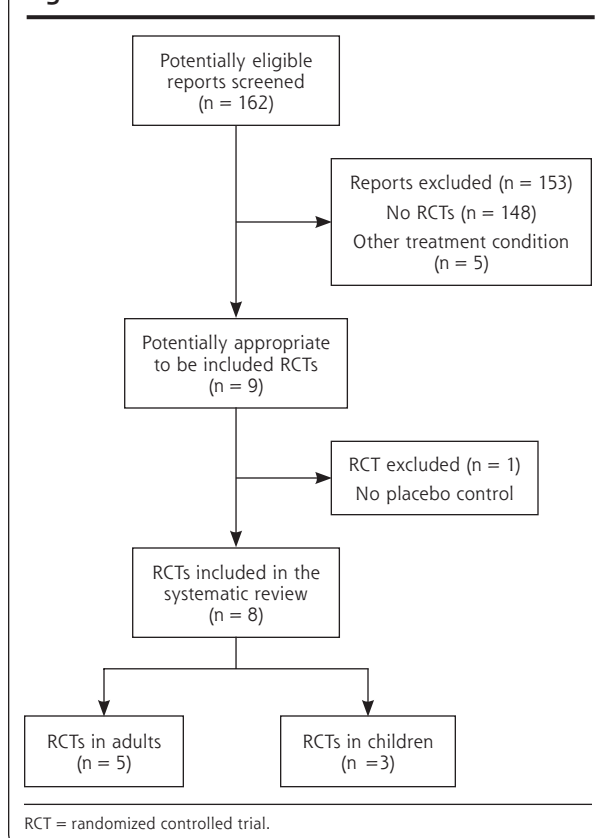 Potentially eligible
reports screened
(n = 162)
Reports excluded (n = 153)
No RCTs (n = 148)
Other treatment condition
(n = 5)
Potentially appropriate
to be included RCTs
(n = 9)
RCT excluded (n = 1)
No placebo control
RCTs included in the
systematic review
(n = 8)
RCTs in adults
(n = 5)
RCTs in children
(n =3)
RCT = randomized controlled trial.